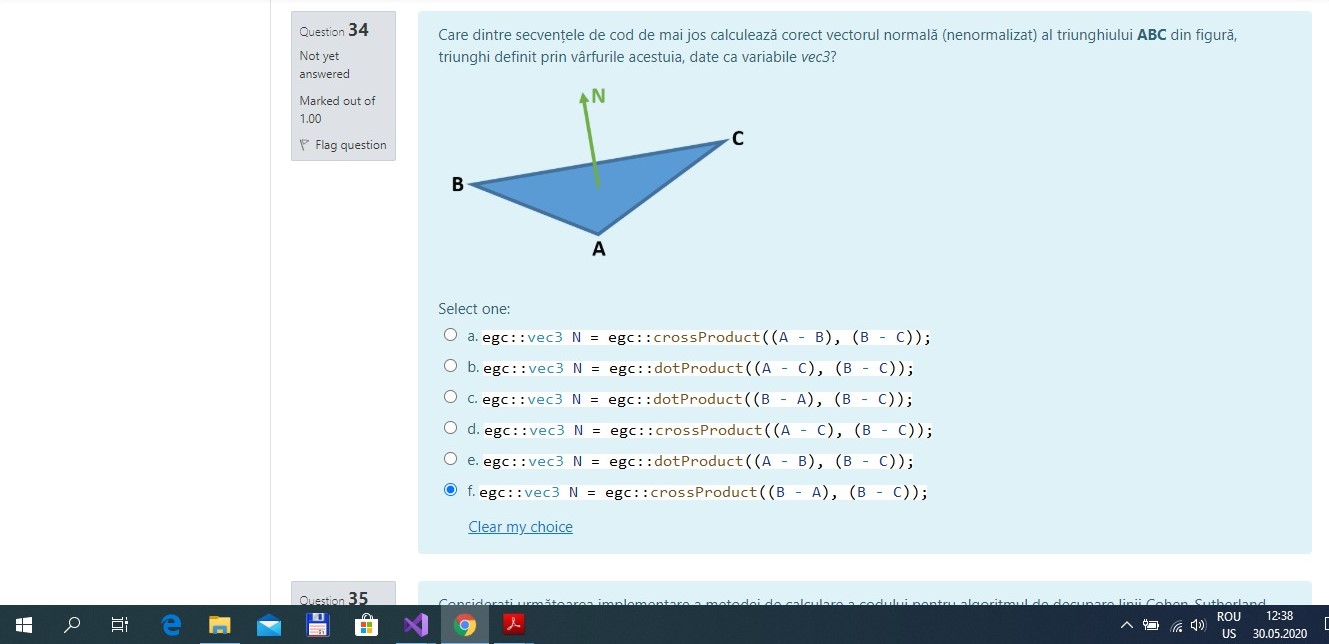 Question 34
Not yet
answered
Marked out of
1.00
Flag question
Care dintre secvențele de cod de mai jos calculează corect vectorul normală (nenormalizat) al triunghiului ABC din figură,
triunghi definit prin vârfurile acestuia, date ca variabile vec3?
N
C
B
A
Select one:
a. egc::vec3 N = egc::crossProduct((A - B), (B - C));
b. egc::vec3 N = egc::dotProduct((A - C), (B - C));
c. egc::vec3 N = egc::dotProduct((B - A), (B - C));
d. egc::vec3 N = egc::crossProduct((A - C), (B - C));
e. egc::vec3 N = egc::dotProduct((A - B), (B - C));
f. egc::vec3 N = egc::crossProduct((B - A), (B - C));
Clear my choice
Question 35
Considerați următoarea implementare a metodei de calculare a codului pentru algoritmul de decupare linii Cohen-Sutherland
ROU
US
12:38
30.05.2020